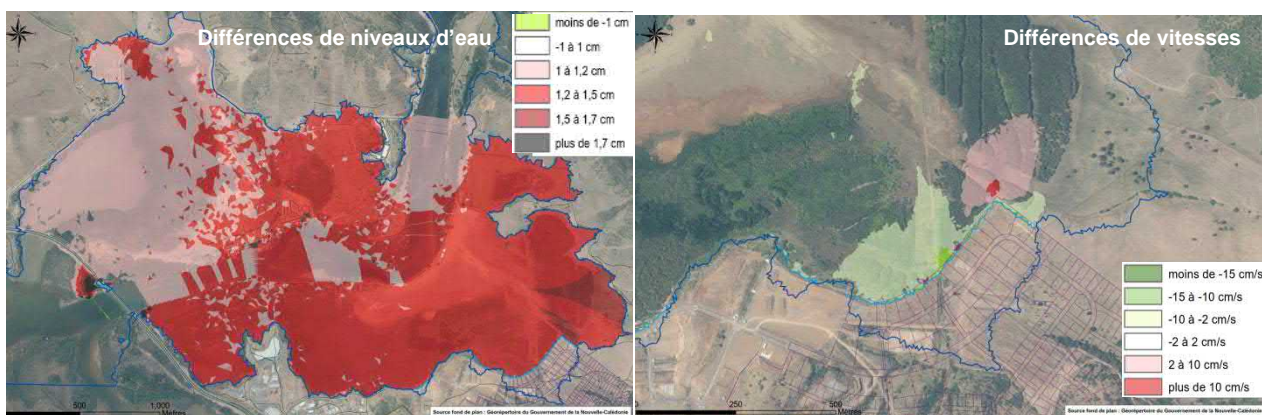 Différences de niveaux d'eau
moins de -1 cm
-1 à 1 cm
1 à 1,2 cm
1,2 à 1,5 cm
1,5 à 1,7 cm
plus de 1,7 cm
500
1,000
Mètres
Source fond de plan : Géorépertoire du Gouvernement de la Nouvelle-Calédonie
Différences de vitesses
moins de -15 cm/s
-15 à -10 cm/s
-10 à -2 cm/s
-2 à 2 cm/s
2 à 10 cm/s
plus de 10 cm/s
250
500
Mètres
Source fond de plan : Géorépertoire du Gouvernement de la Nouvelle-Calédonie